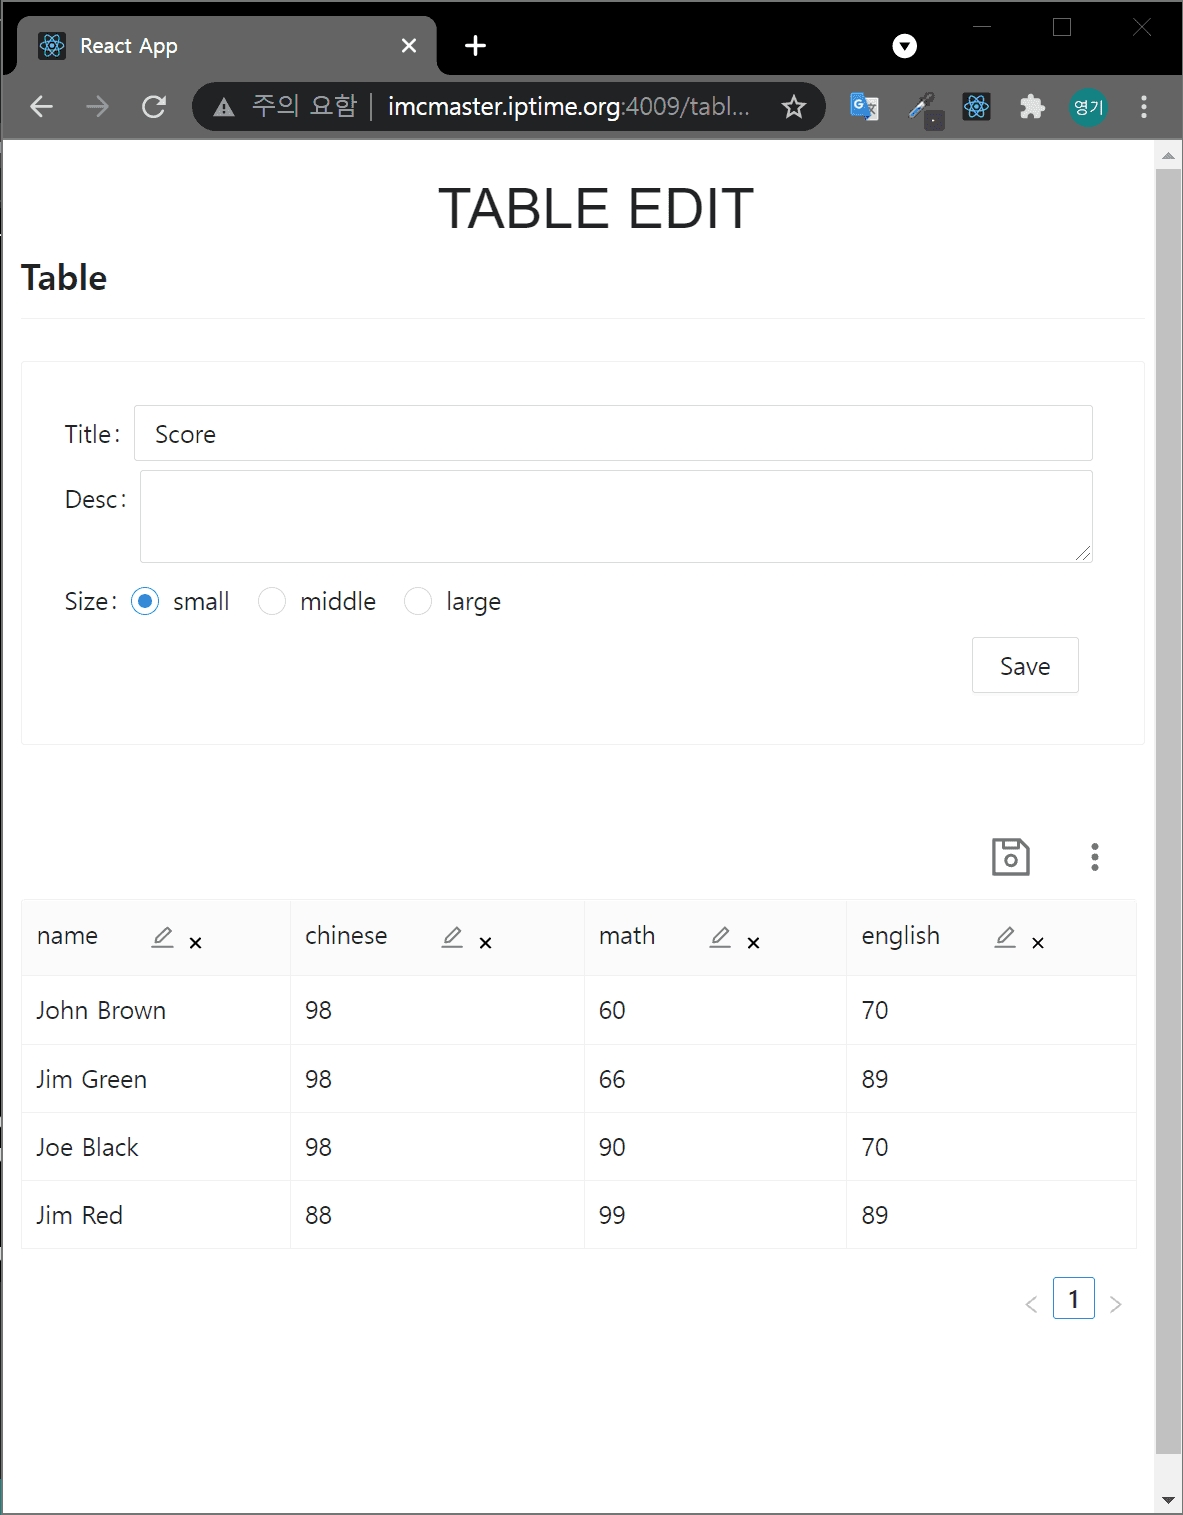 React App
주의 요함 imcmaster.iptime.org:4009/tabl... 영기
TABLE EDIT
Table
Title: Score
Desc:
Size: small middle large
Save
name chinese math english
John Brown 98 60 70
Jim Green 98 66 89
Joe Black 98 90 70
Jim Red 88 99 89
1